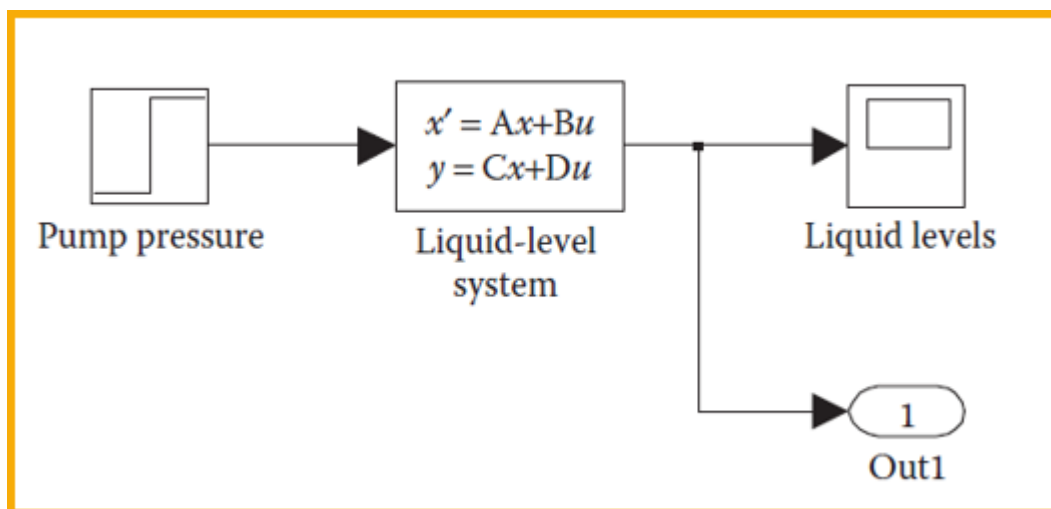 x′ = Ax+Bu
y = Cx+Du
Pump pressure
Liquid-level
system
Liquid levels
1
Out1